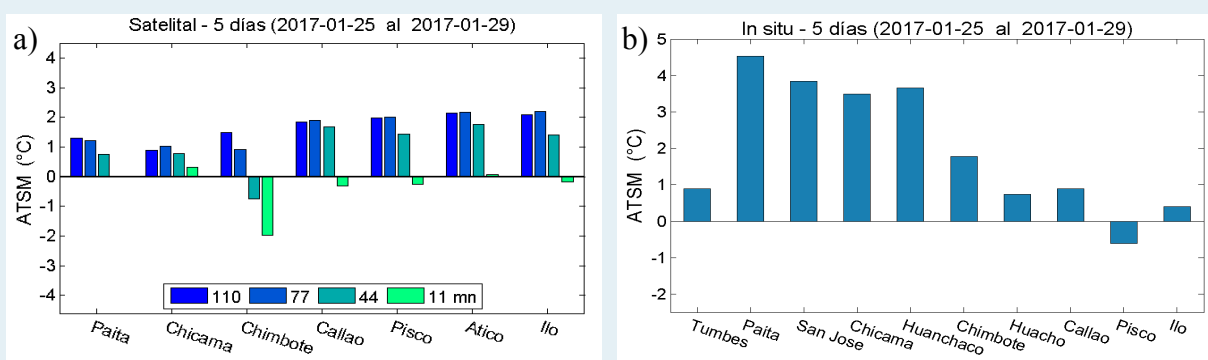 a)
Satelital - 5 días (2017-01-25 al 2017-01-29)
ATSM (°C)
4
3
2
1
0
-1
-2
-3
-4
110 77 44 11 mn
Paita Chicama Chimbote Callao Pisco Atico Ilo
b)
In situ - 5 días (2017-01-25 al 2017-01-29)
ATSM (°C)
5
4
3
2
1
0
-1
-2
Tumbes Paita San Jose Chicama Huanchaco Chimbote Huacho Callao Pisco Ilo